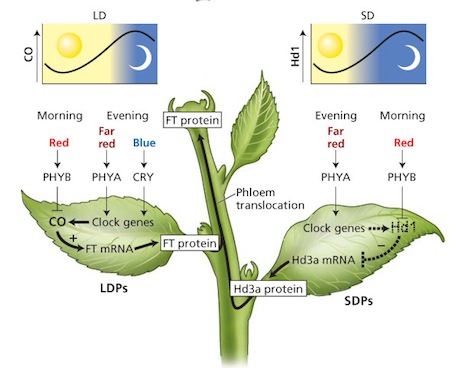 LD
SD
CO
Hd1
Morning
Evening
Evening
Morning
Red
Far
red
Blue
Far
red
Red
PHYB
PHYA
CRY
PHYA
PHYB
FT protein
Phloem
translocation
CO
Clock genes
+
FT mRNA
FT protein
Clock genes
Hd1
–
Hd3a mRNA
Hd3a protein
LDPs
SDPs